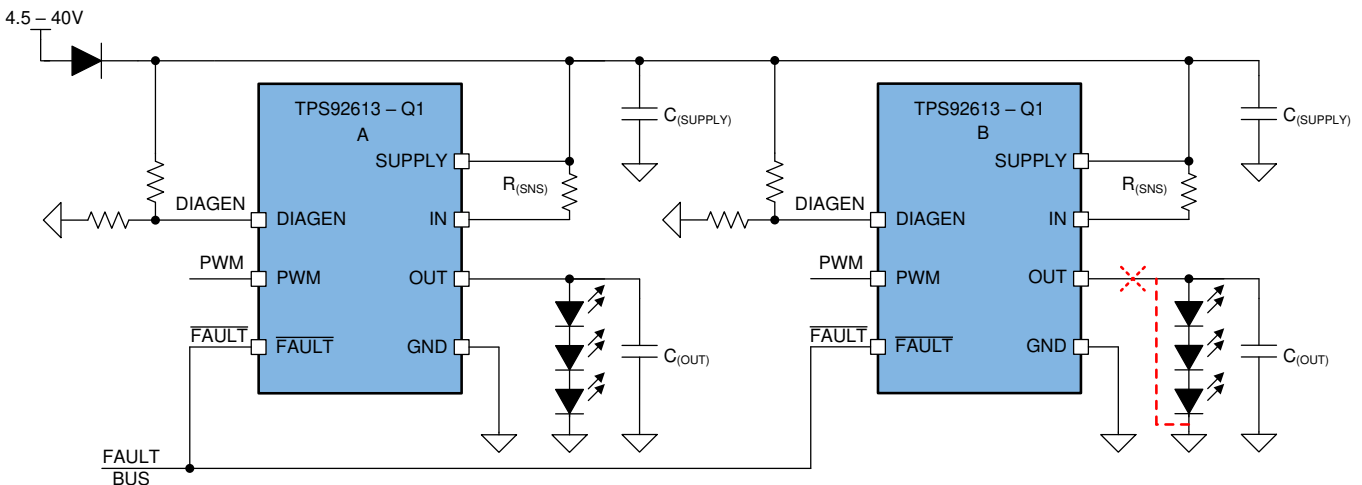 4.5 – 40V
TPS92613 – Q1
A
SUPPLY
R(SNS)
C(SUPPLY)
DIAGEN
DIAGEN
IN
PWM
PWM
OUT
FAULT
FAULT
GND
C(OUT)
TPS92613 – Q1
B
SUPPLY
R(SNS)
C(SUPPLY)
DIAGEN
DIAGEN
IN
PWM
PWM
OUT
FAULT
FAULT
GND
C(OUT)
FAULT
BUS